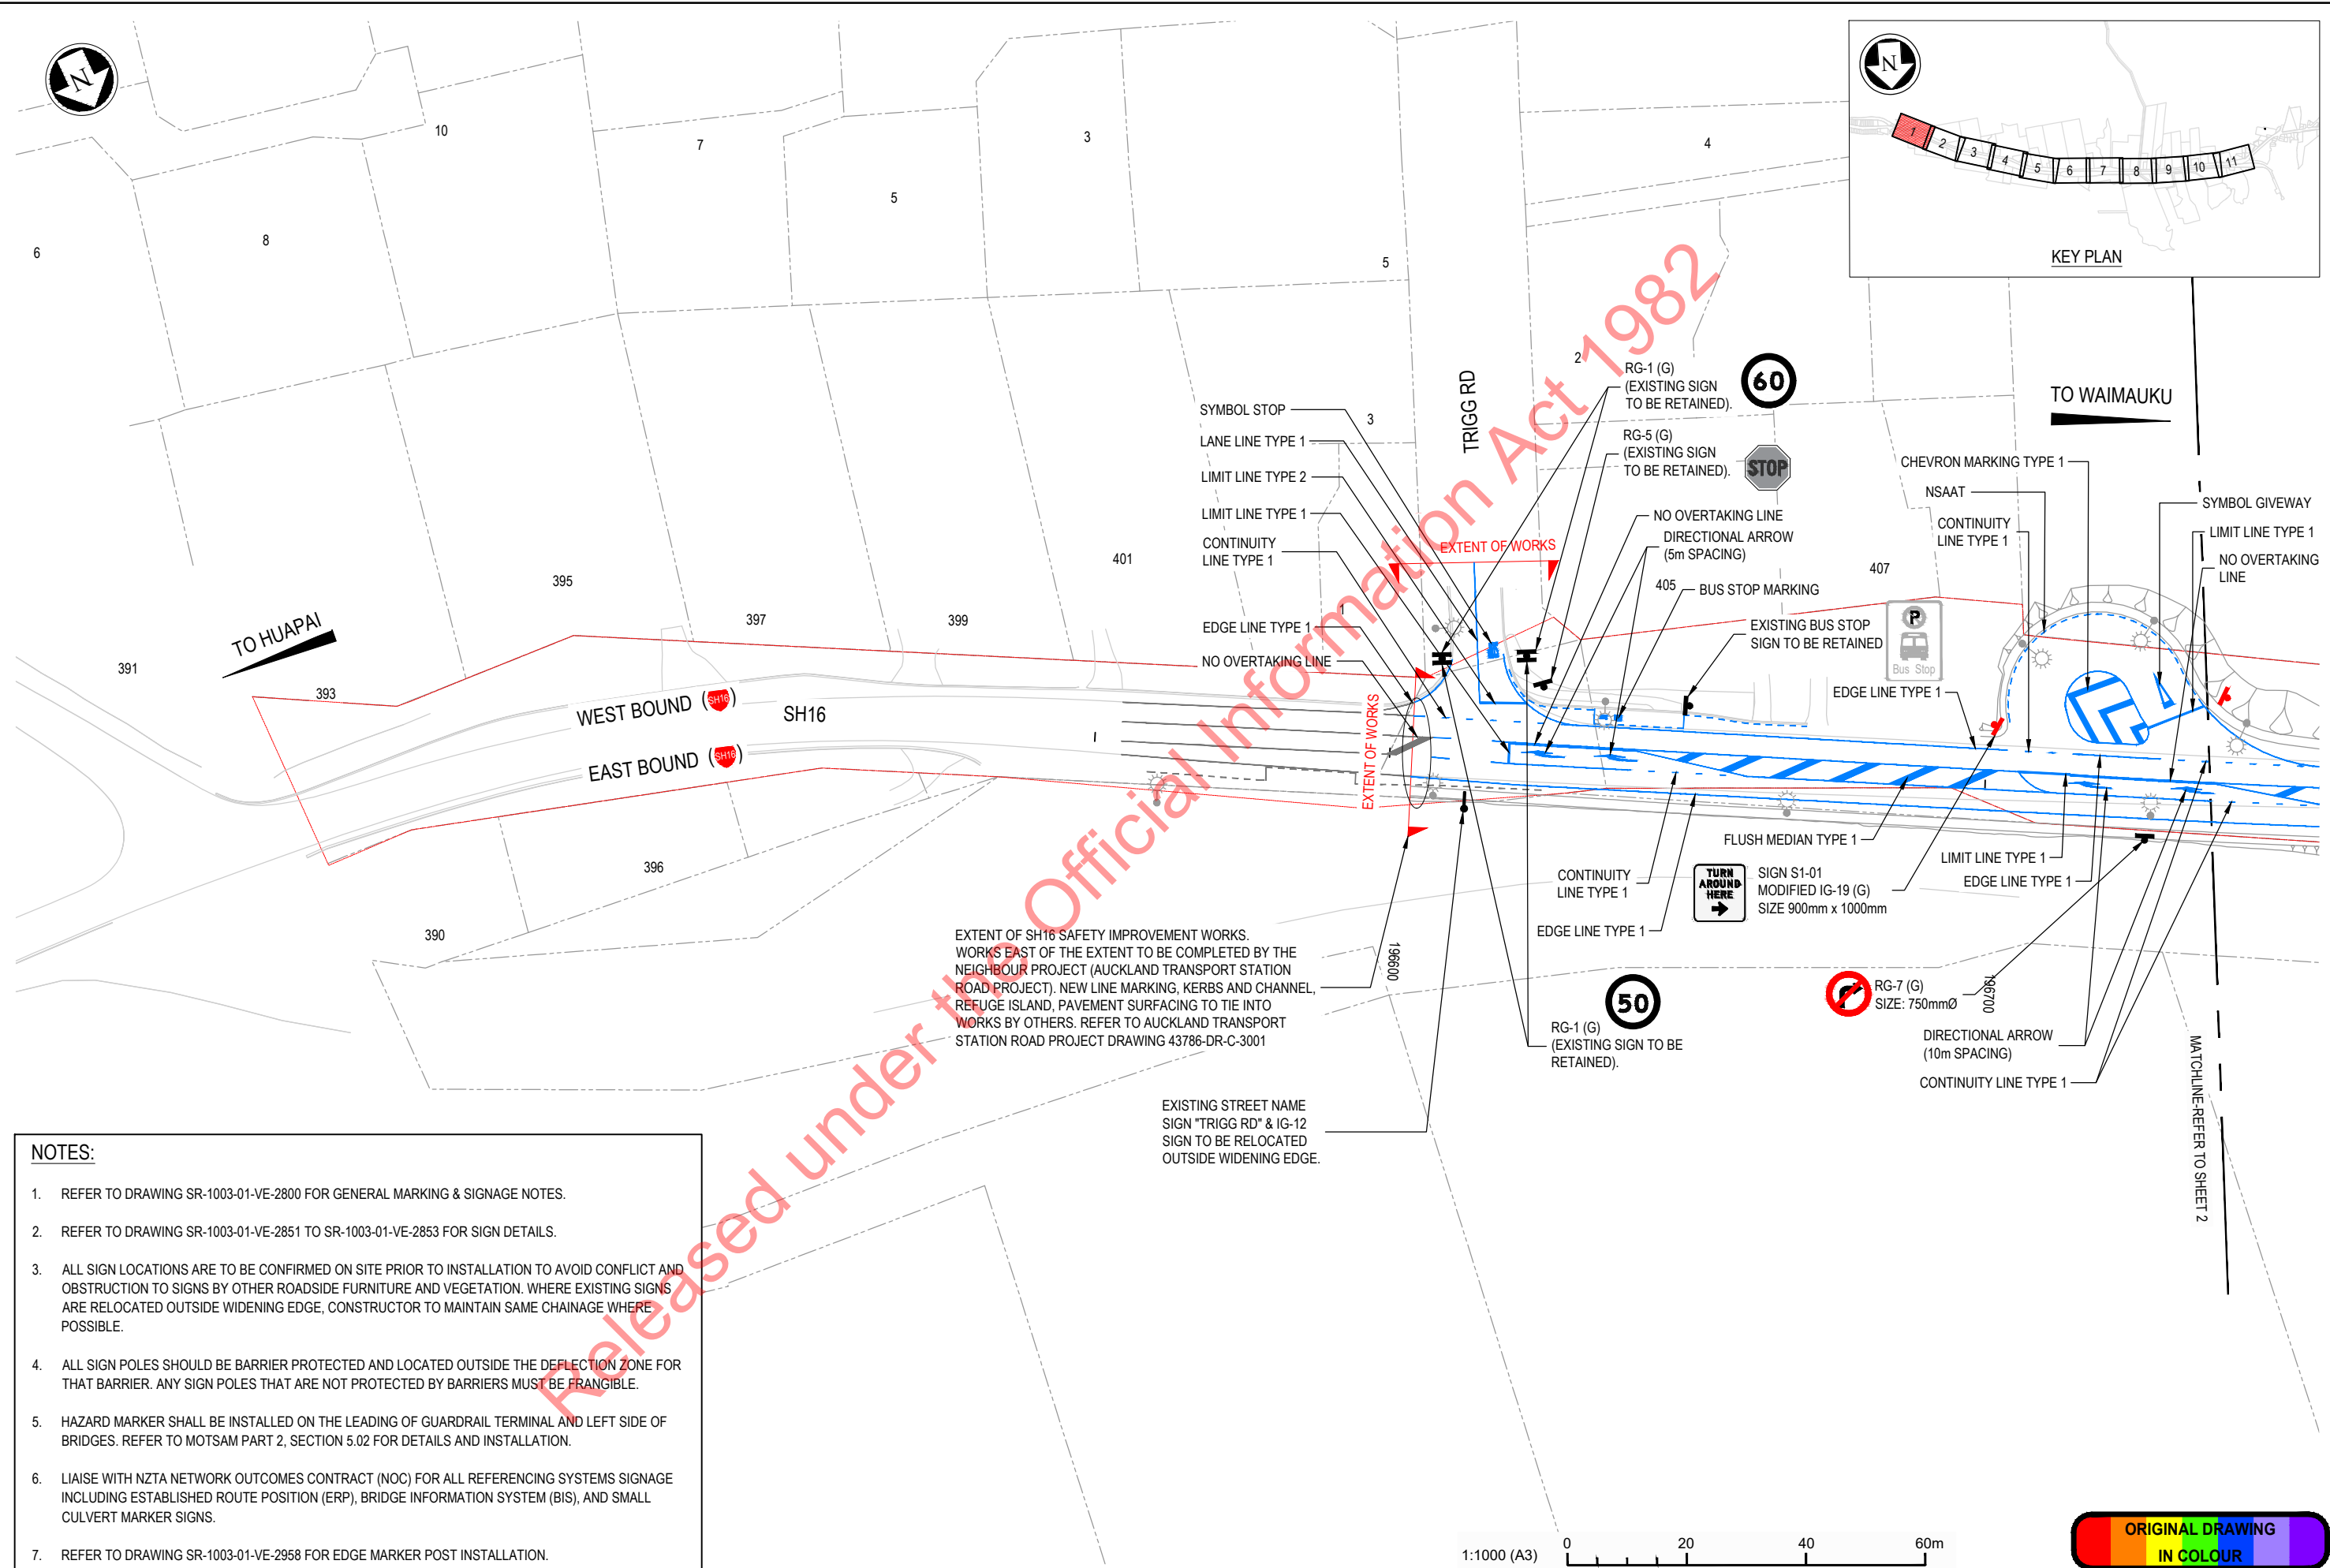 N
10
7
3
4
5
8
6
5
N
1
2
3
4
5
6
7
8
9
10
11
KEY PLAN
2
RG-1 (G)
(EXISTING SIGN
TO BE RETAINED).
60
TO WAIMAUKU
SYMBOL STOP
LANE LINE TYPE 1
LIMIT LINE TYPE 2
LIMIT LINE TYPE 1
CONTINUITY
LINE TYPE 1
EDGE LINE TYPE 1
NO OVERTAKING LINE
3
TRIGG RD
RG-5 (G)
(EXISTING SIGN
TO BE RETAINED).
STOP
NO OVERTAKING LINE
DIRECTIONAL ARROW
(5m SPACING)
EXTENT OF WORKS
405
BUS STOP MARKING
EXISTING BUS STOP
SIGN TO BE RETAINED
P
Bus Stop
407
CHEVRON MARKING TYPE 1
NSAAT
CONTINUITY
LINE TYPE 1
SYMBOL GIVEWAY
LIMIT LINE TYPE 1
NO OVERTAKING
LINE
EDGE LINE TYPE 1
401
1
395
397
399
391
393
TO HUAPAI
WEST BOUND (SH16)
SH16
EAST BOUND (SH16)
EXTENT OF WORKS
396
390
FLUSH MEDIAN TYPE 1
CONTINUITY
LINE TYPE 1
EDGE LINE TYPE 1
TURN
AROUND
HERE
SIGN S1-01
MODIFIED IG-19 (G)
SIZE 900mm x 1000mm
LIMIT LINE TYPE 1
EDGE LINE TYPE 1
EXTENT OF SH16 SAFETY IMPROVEMENT WORKS.
WORKS EAST OF THE EXTENT TO BE COMPLETED BY THE
NEIGHBOUR PROJECT (AUCKLAND TRANSPORT STATION
ROAD PROJECT). NEW LINE MARKING, KERBS AND CHANNEL,
REFUGE ISLAND, PAVEMENT SURFACING TO TIE INTO
WORKS BY OTHERS. REFER TO AUCKLAND TRANSPORT
STATION ROAD PROJECT DRAWING 43786-DR-C-3001
196600
50
RG-1 (G)
(EXISTING SIGN TO BE
RETAINED).
RG-7 (G)
SIZE: 750mmØ
196700
DIRECTIONAL ARROW
(10m SPACING)
CONTINUITY LINE TYPE 1
MATCHLINE-REFER TO SHEET 2
EXISTING STREET NAME
SIGN "TRIGG RD" & IG-12
SIGN TO BE RELOCATED
OUTSIDE WIDENING EDGE.
Released under the Official Information Act 1982
NOTES:
1. REFER TO DRAWING SR-1003-01-VE-2800 FOR GENERAL MARKING & SIGNAGE NOTES.
2. REFER TO DRAWING SR-1003-01-VE-2851 TO SR-1003-01-VE-2853 FOR SIGN DETAILS.
3. ALL SIGN LOCATIONS ARE TO BE CONFIRMED ON SITE PRIOR TO INSTALLATION TO AVOID CONFLICT AND
OBSTRUCTION TO SIGNS BY OTHER ROADSIDE FURNITURE AND VEGETATION. WHERE EXISTING SIGNS
ARE RELOCATED OUTSIDE WIDENING EDGE, CONSTRUCTOR TO MAINTAIN SAME CHAINAGE WHERE
POSSIBLE.
4. ALL SIGN POLES SHOULD BE BARRIER PROTECTED AND LOCATED OUTSIDE THE DEFLECTION ZONE FOR
THAT BARRIER. ANY SIGN POLES THAT ARE NOT PROTECTED BY BARRIERS MUST BE FRANGIBLE.
5. HAZARD MARKER SHALL BE INSTALLED ON THE LEADING OF GUARDRAIL TERMINAL AND LEFT SIDE OF
BRIDGES. REFER TO MOTSAM PART 2, SECTION 5.02 FOR DETAILS AND INSTALLATION.
6. LIAISE WITH NZTA NETWORK OUTCOMES CONTRACT (NOC) FOR ALL REFERENCING SYSTEMS SIGNAGE
INCLUDING ESTABLISHED ROUTE POSITION (ERP), BRIDGE INFORMATION SYSTEM (BIS), AND SMALL
CULVERT MARKER SIGNS.
7. REFER TO DRAWING SR-1003-01-VE-2958 FOR EDGE MARKER POST INSTALLATION.
1:1000 (A3)
0 20 40 60m
ORIGINAL DRAWING
IN COLOUR